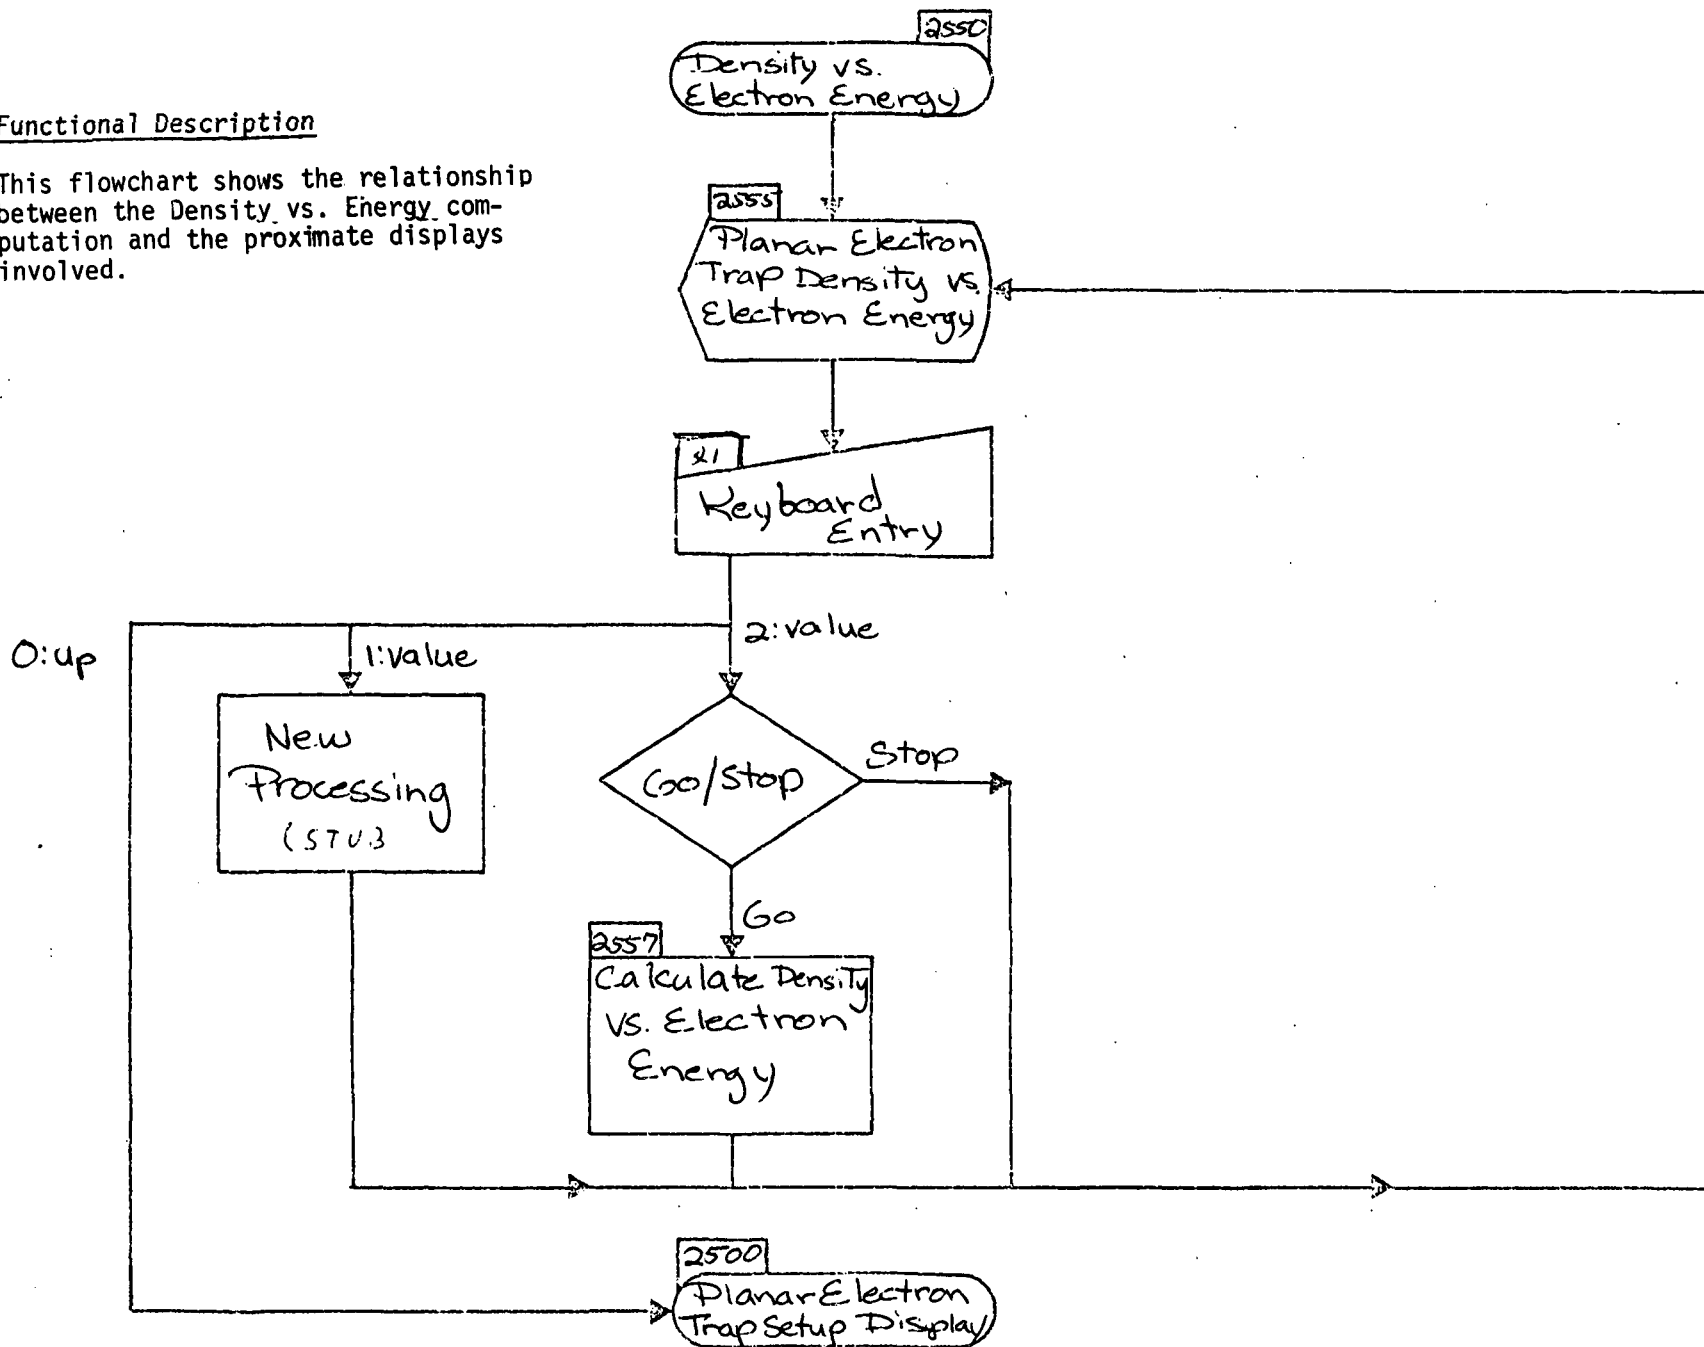 2550
Density vs.
Electron Energy
Functional Description
This flowchart shows the relationship
between the Density vs. Energy com-
putation and the proximate displays
involved.
2555
Planar Electron
Trap Density vs.
Electron Energy
Keyboard
Entry
0:up
1:value
2:value
New
Processing
(STUB
Go/Stop
Stop
Go
2557
Calculate Density
vs. Electron
Energy
2500
Planar Electron
Trap Setup Display